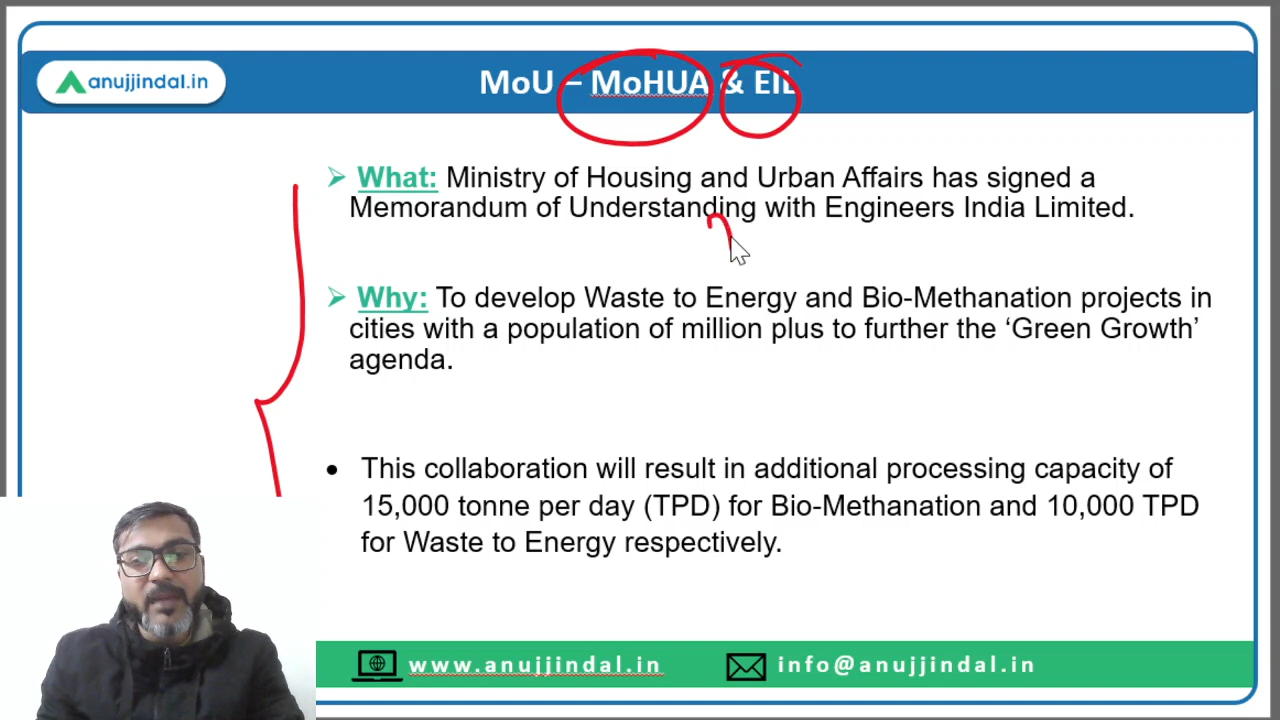 anujjindal.in
MoU – MoHUA & EIL
What: Ministry of Housing and Urban Affairs has signed a
Memorandum of Understanding with Engineers India Limited.
Why: To develop Waste to Energy and Bio-Methanation projects in
cities with a population of million plus to further the ‘Green Growth’
agenda.
This collaboration will result in additional processing capacity of
15,000 tonne per day (TPD) for Bio-Methanation and 10,000 TPD
for Waste to Energy respectively.
www.anujjindal.in
info@anujjindal.in